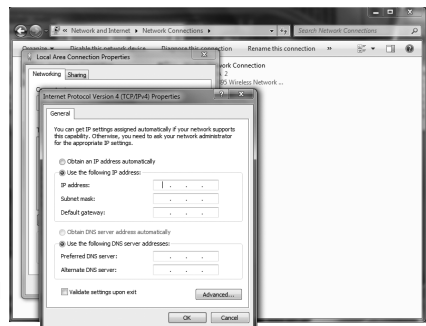 « Network and Internet ▸ Network Connections ▸
Search Network Connections
Organize ▾ Disable this network device Diagnose this connection Rename this connection »
Local Area Connection Properties
Networking Sharing
work Connection
2
95 Wireless Network ...
Internet Protocol Version 4 (TCP/IPv4) Properties
General
You can get IP settings assigned automatically if your network supports
this capability. Otherwise, you need to ask your network administrator
for the appropriate IP settings.
Obtain an IP address automatically
Use the following IP address:
IP address:
Subnet mask:
Default gateway:
Obtain DNS server address automatically
Use the following DNS server addresses:
Preferred DNS server:
Alternate DNS server:
Validate settings upon exit
Advanced...
OK Cancel